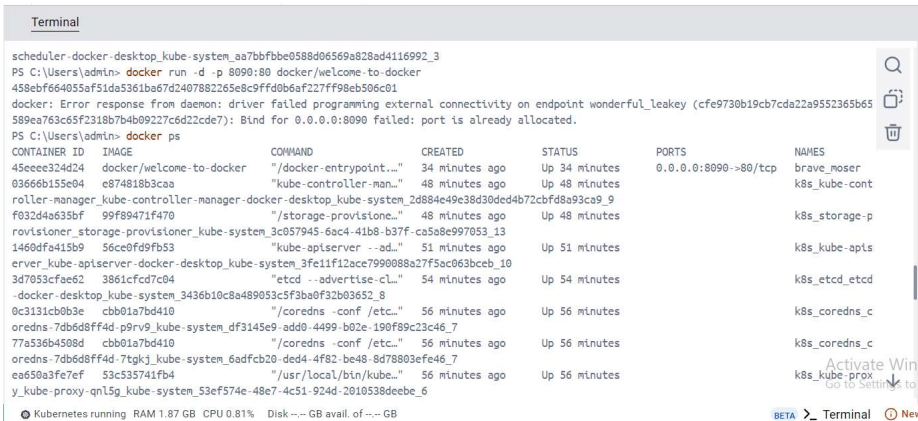 Terminal
scheduler-docker-desktop_kube-system_aa7bbfbbe0588d06569a828ad4116992_3
PS C:\Users\admin> docker run -d -p 8090:80 docker/welcome-to-docker
458ebf664055af51da5361ba67d2407882265e8c9ffd0b6af227ff98eb506c01
docker: Error response from daemon: driver failed programming external connectivity on endpoint wonderful_leakey (cfe9730b19cb7cda22a9552365b65
589ea763c65f2318b7b4b09227c6d22cde7): Bind for 0.0.0.0:8090 failed: port is already allocated.
PS C:\Users\admin> docker ps
CONTAINER ID IMAGE COMMAND CREATED STATUS PORTS NAMES
45eeee324d24 docker/welcome-to-docker "/docker-entrypoint.…" 34 minutes ago Up 34 minutes 0.0.0.0:8090->80/tcp brave_moser
03666b155e04 e874818b3caa "kube-controller-man…" 48 minutes ago Up 48 minutes k8s_kube-cont
roller-manager_kube-controller-manager-docker-desktop_kube-system_2d884e49e38d30ded4b72cbfd8a93ca9_9
f032d4a635bf 99f89471f470 "/storage-provisione…" 48 minutes ago Up 48 minutes k8s_storage-p
rovisioner_storage-provisioner_kube-system_3c057945-6ac4-41b8-b37f-ca5a8e997053_13
1460dfa415b9 56ce0fd9fb53 "kube-apiserver --ad…" 51 minutes ago Up 51 minutes k8s_kube-apis
erver_kube-apiserver-docker-desktop_kube-system_3fe11f12ace7990088a27f5ac063bceb_10
3d7053cfae62 3861cfcd7c04 "etcd --advertise-cl…" 54 minutes ago Up 54 minutes k8s_etcd_etcd
-docker-desktop_kube-system_3436b10c8a489053c5f3ba0f32b03652_8
0c3131cb0b3e cbb01a7bd410 "/coredns -conf /etc…" 56 minutes ago Up 56 minutes k8s_coredns_c
oredns-7db6d8ff4d-p9rv9_kube-system_df3145e9-add0-4499-b02e-190f89c23c46_7
77a536b4508d cbb01a7bd410 "/coredns -conf /etc…" 56 minutes ago Up 56 minutes k8s_coredns_c
oredns-7db6d8ff4d-7tgkj_kube-system_6adfcb20-ded4-4f82-be48-8d78803efe46_7
ea650a3fe7ef 53c535741fb4 "/usr/local/bin/kube…" 56 minutes ago Up 56 minutes k8s_kube-prox
y_kube-proxy-qnl5g_kube-system_53ef574e-48e7-4c51-924d-2010538deebe_6
Activate Win
Go to Settings to
Kubernetes running RAM 1.87 GB CPU 0.81% Disk --.-- GB avail. of --.-- GB BETA >_ Terminal New